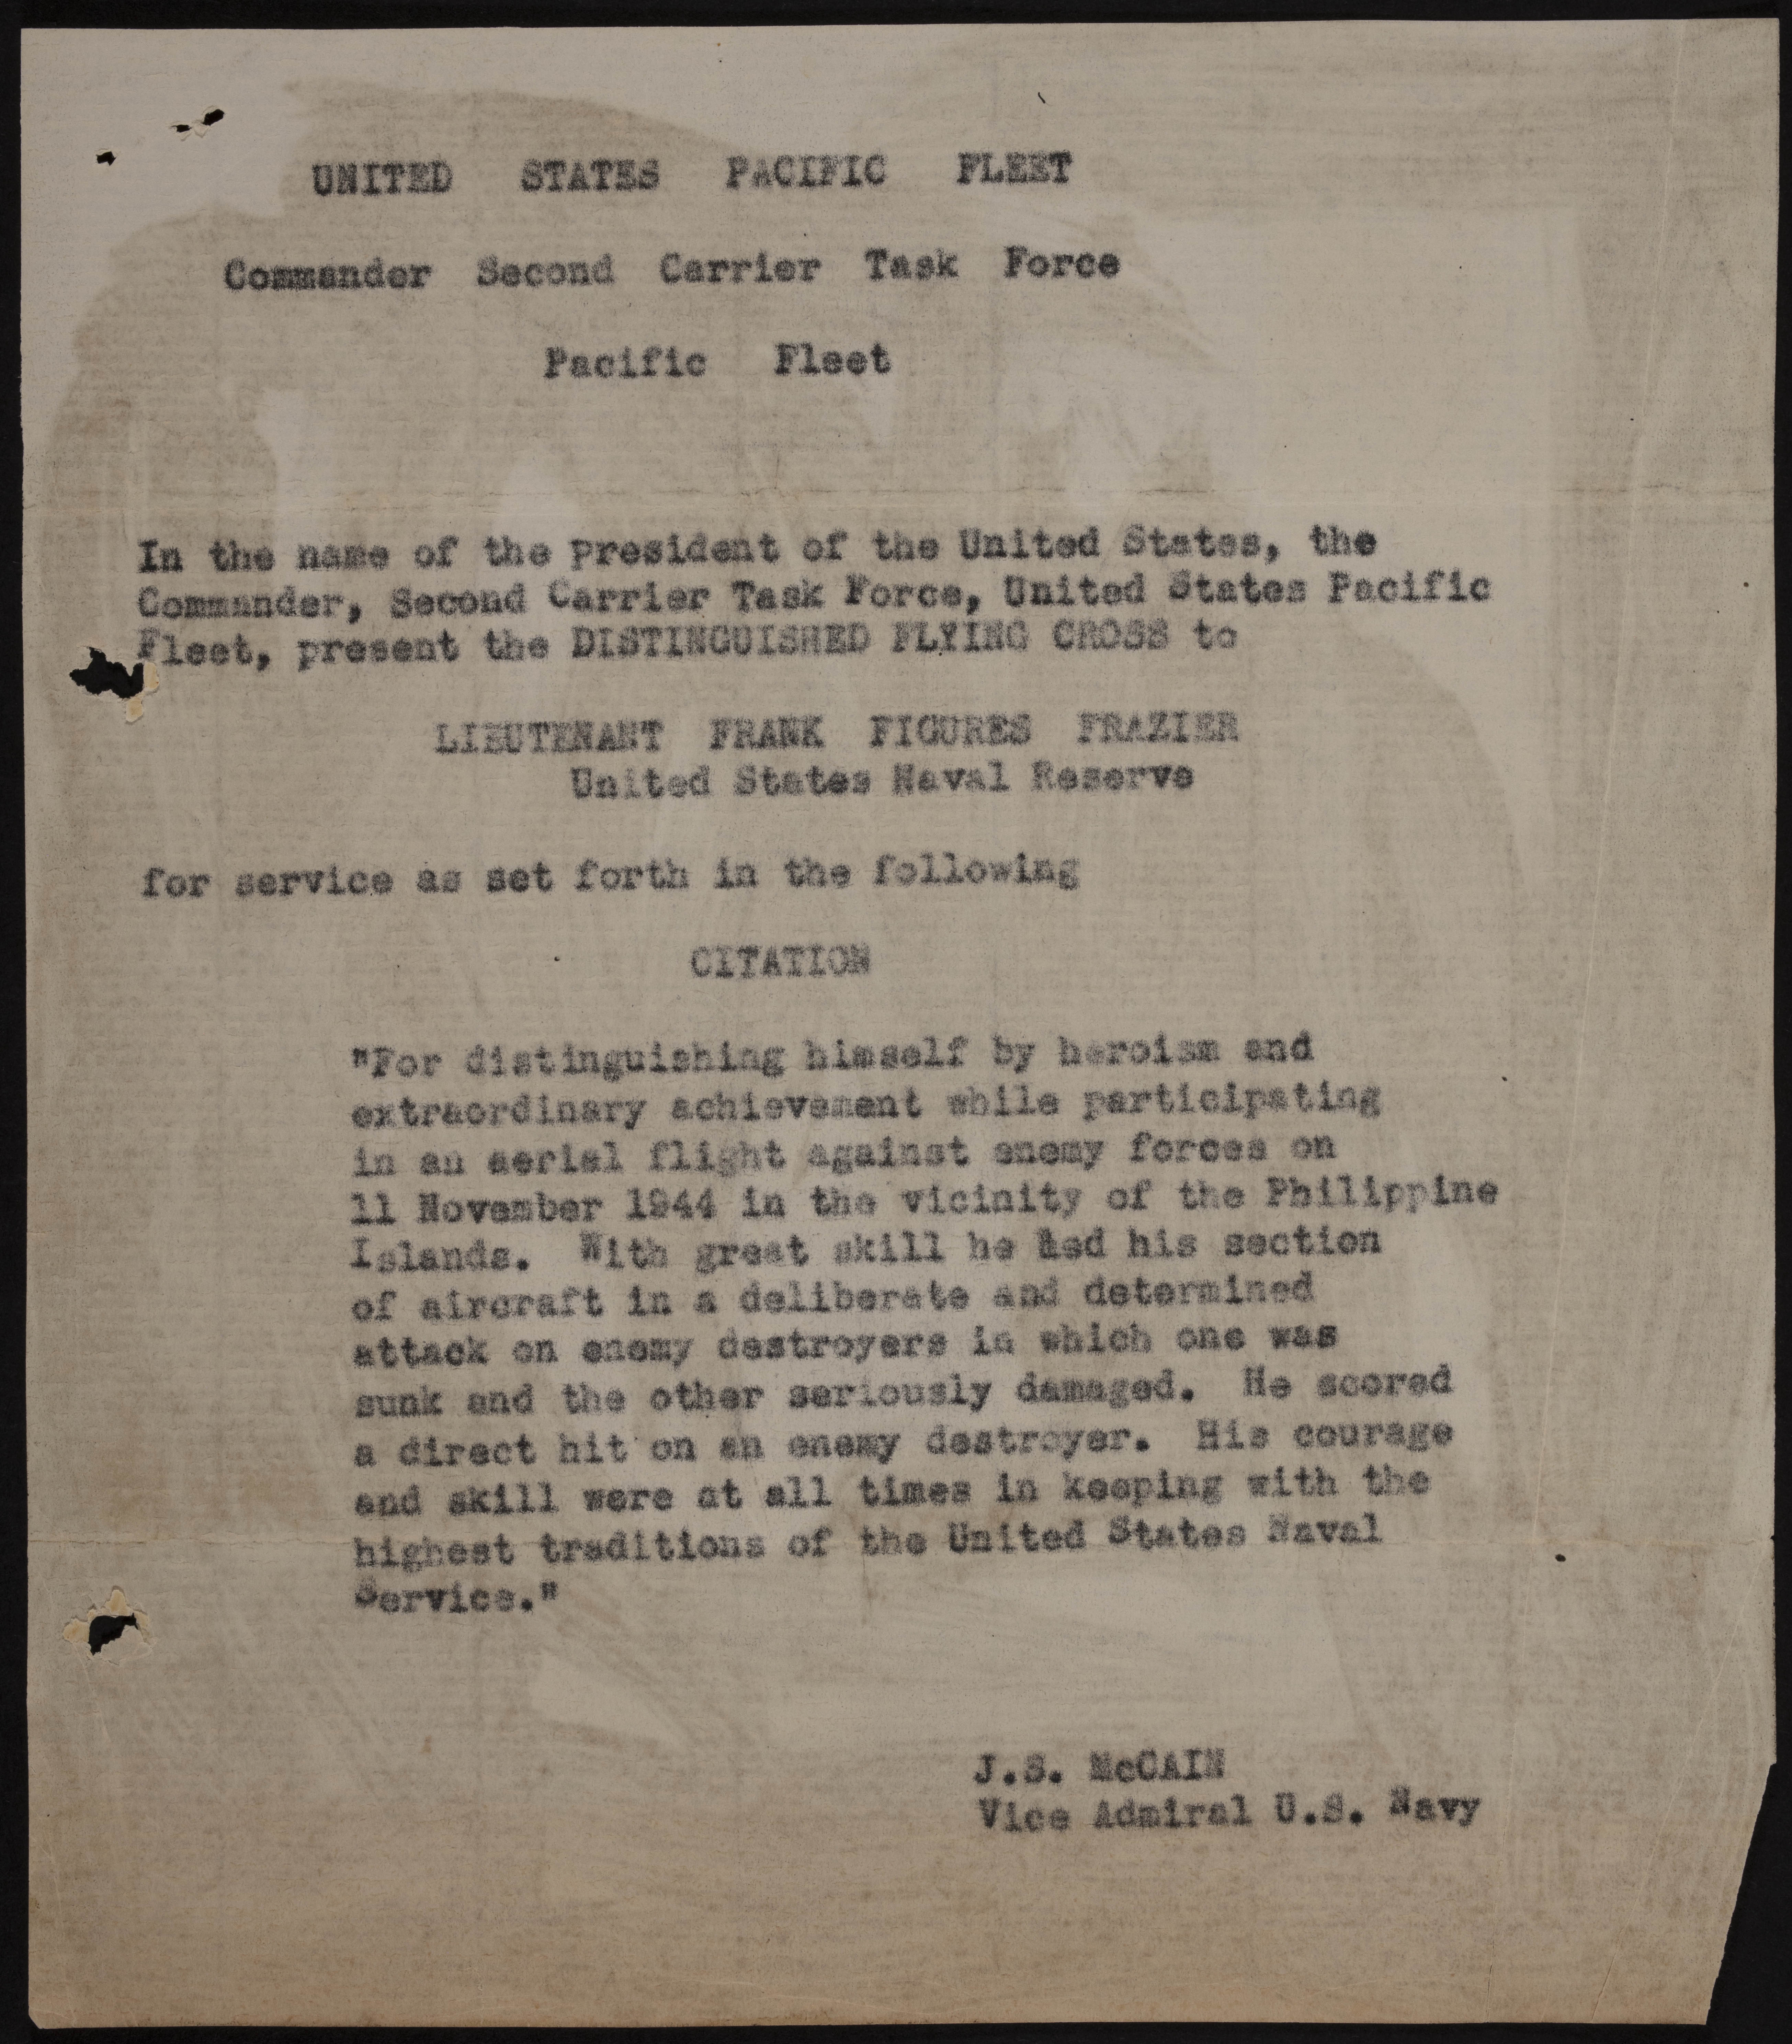 UNITED STATES PACIFIC FLEET
Commander Second Carrier Task Force
Pacific Fleet
In the name of the president of the United States, the
Commander, Second Carrier Task Force, United States Pacific
Fleet, present the DISTINGUISHED FLYING CROSS to
LIEUTENANT FRANK FIGURES FRAZIER
United States Naval Reserve
for service as set forth in the following
CITATION
"For distinguishing himself by heroism and
extraordinary achievement while participating
in an aerial flight against enemy forces on
11 November 1944 in the vicinity of the Philippine
Islands. With great skill he led his section
of aircraft in a deliberate and determined
attack on enemy destroyers in which one was
sunk and the other seriously damaged. He scored
a direct hit on an enemy destroyer. His courage
and skill were at all times in keeping with the
highest traditions of the United States Naval
Service."
J.S. McCAIN
Vice Admiral U.S. Navy